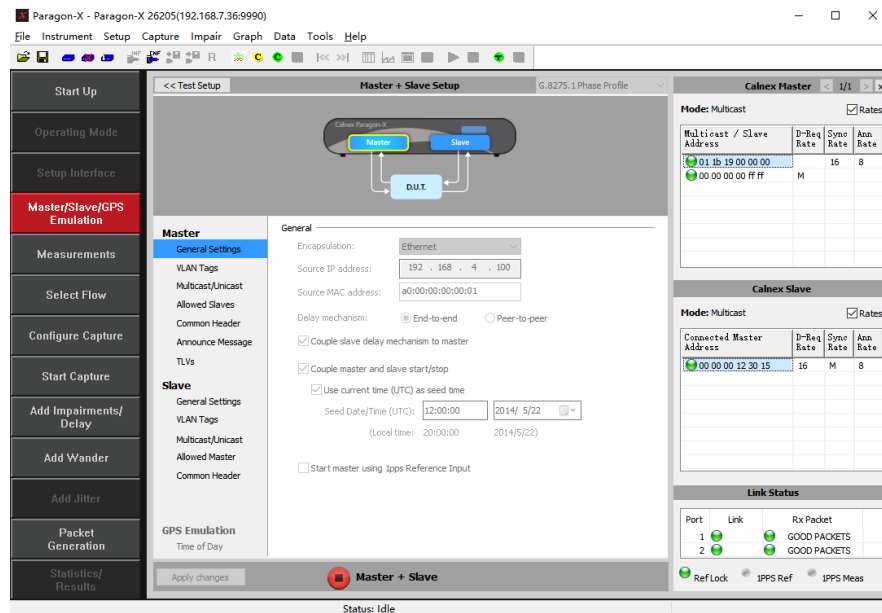 Paragon-X - Paragon-X 26205(192.168.7.36:9990)
File Instrument Setup Capture Impair Graph Data Tools Help
Start Up
Operating Mode
Setup Interface
Master/Slave/GPS
Emulation
Measurements
Select Flow
Configure Capture
Start Capture
Add Impairments/
Delay
Add Wander
Add Jitter
Packet
Generation
Statistics/
Results
<< Test Setup Master + Slave Setup G.8275.1 Phase Profile
Calnex Paragon-X
Master Slave
D.U.T.
Master
General Settings
VLAN Tags
Multicast/Unicast
Allowed Slaves
Common Header
Announce Message
TLVs
Slave
General Settings
VLAN Tags
Multicast/Unicast
Allowed Master
Common Header
GPS Emulation
Time of Day
General
Encapsulation: Ethernet
Source IP address: 192 . 168 . 4 . 100
Source MAC address: a0:00:00:00:00:01
Delay mechanism: End-to-end Peer-to-peer
Couple slave delay mechanism to master
Couple master and slave start/stop
Use current time (UTC) as seed time
Seed Date/Time (UTC): 12:00:00 2014/ 5/22
(Local time: 20:00:00 2014/5/22)
Start master using 1pps Reference Input
Apply changes Master + Slave
Calnex Master < 1/1 > x
Mode: Multicast Rates
Multicast / Slave Address D-Req Rate Sync Rate Ann Rate
01 1b 19 00 00 00 16 8
00 00 00 00 ff ff M
Calnex Slave
Mode: Multicast Rates
Connected Master Address D-Req Rate Sync Rate Ann Rate
00 00 00 12 30 15 16 M 8
Link Status
Port Link Rx Packet
1 GOOD PACKETS
2 GOOD PACKETS
Ref Lock 1PPS Ref 1PPS Meas
Status: Idle